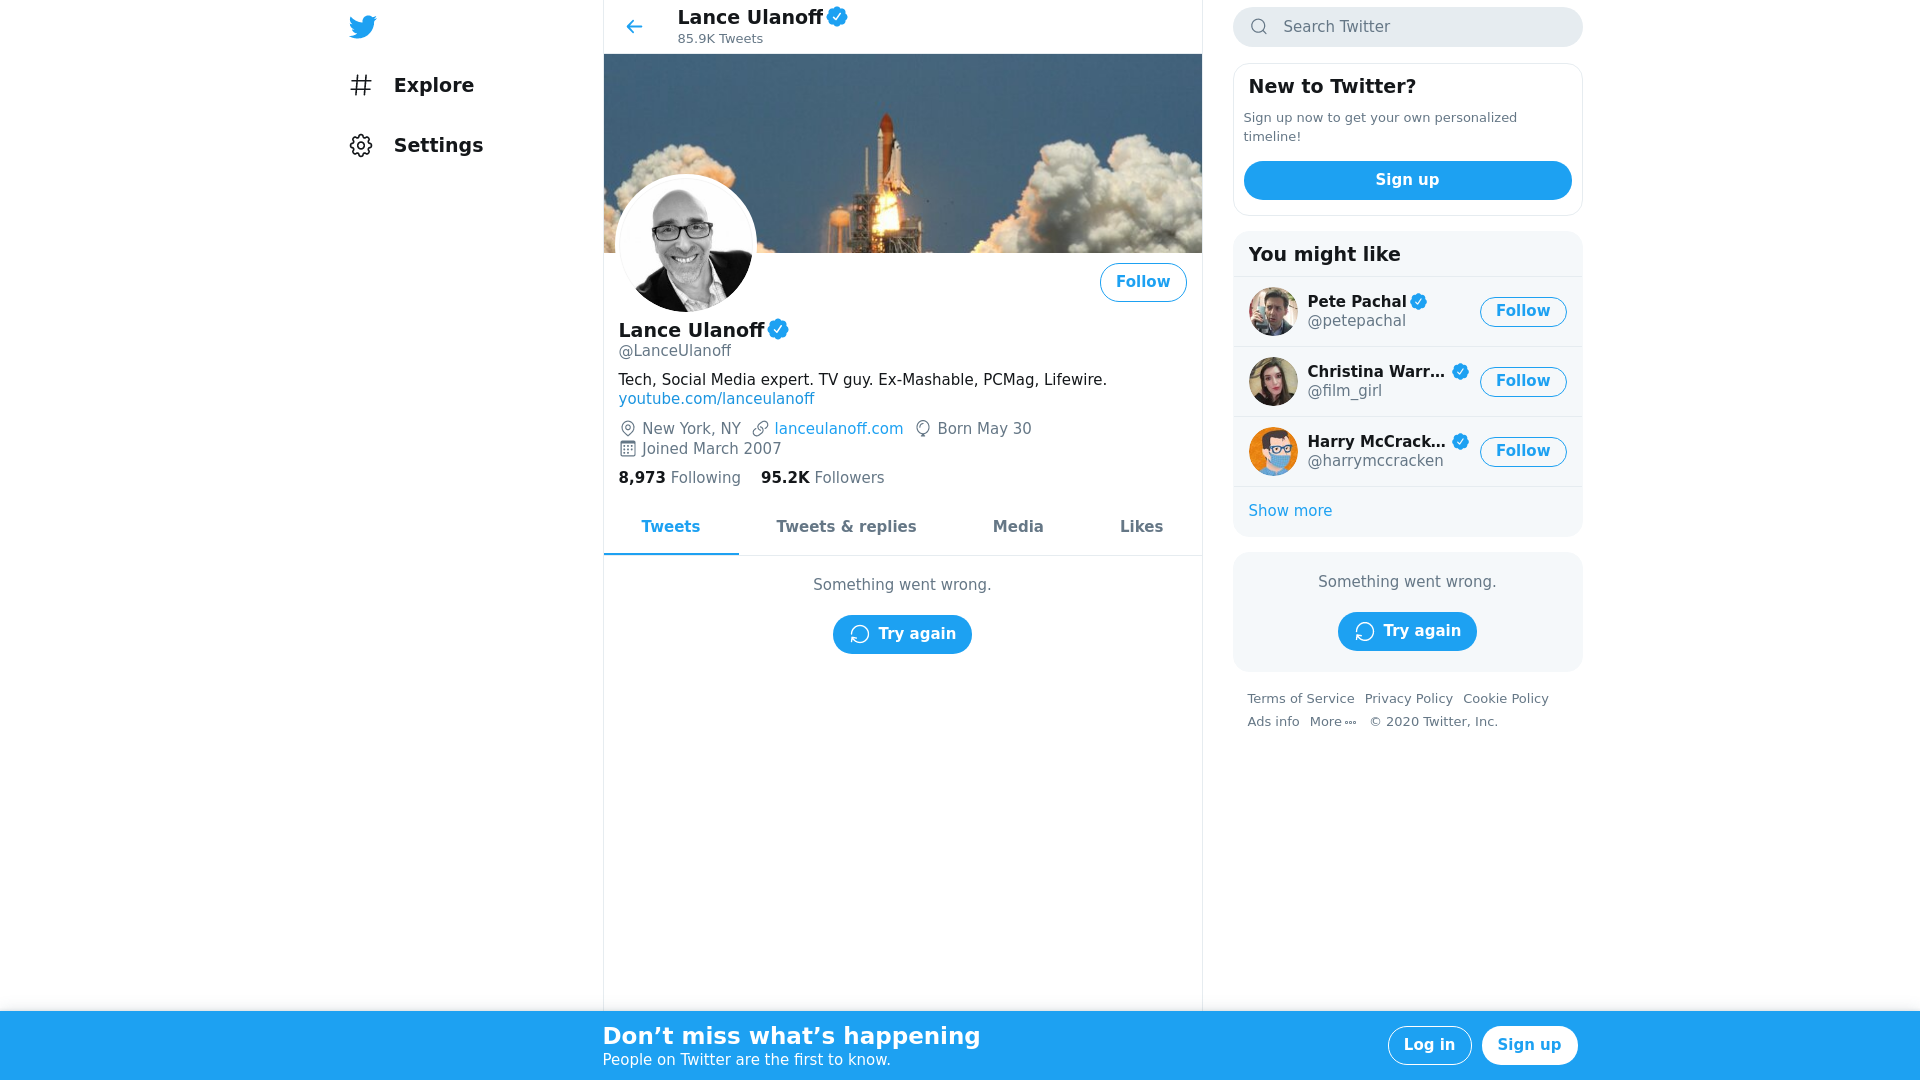 Explore
Settings
Lance Ulanoff
85.9K Tweets
Follow
Lance Ulanoff
@LanceUlanoff
Tech, Social Media expert. TV guy. Ex-Mashable, PCMag, Lifewire.
youtube.com/lanceulanoff
New York, NY lanceulanoff.com Born May 30
Joined March 2007
8,973 Following 95.2K Followers
Tweets Tweets & replies Media Likes
Something went wrong.
Try again
Search Twitter
New to Twitter?
Sign up now to get your own personalized
timeline!
Sign up
You might like
Pete Pachal
@petepachal
Follow
Christina Warr...
@film_girl
Follow
Harry McCrack...
@harrymccracken
Follow
Show more
Something went wrong.
Try again
Terms of Service Privacy Policy Cookie Policy
Ads info More © 2020 Twitter, Inc.
Don’t miss what’s happening
People on Twitter are the first to know.
Log in
Sign up